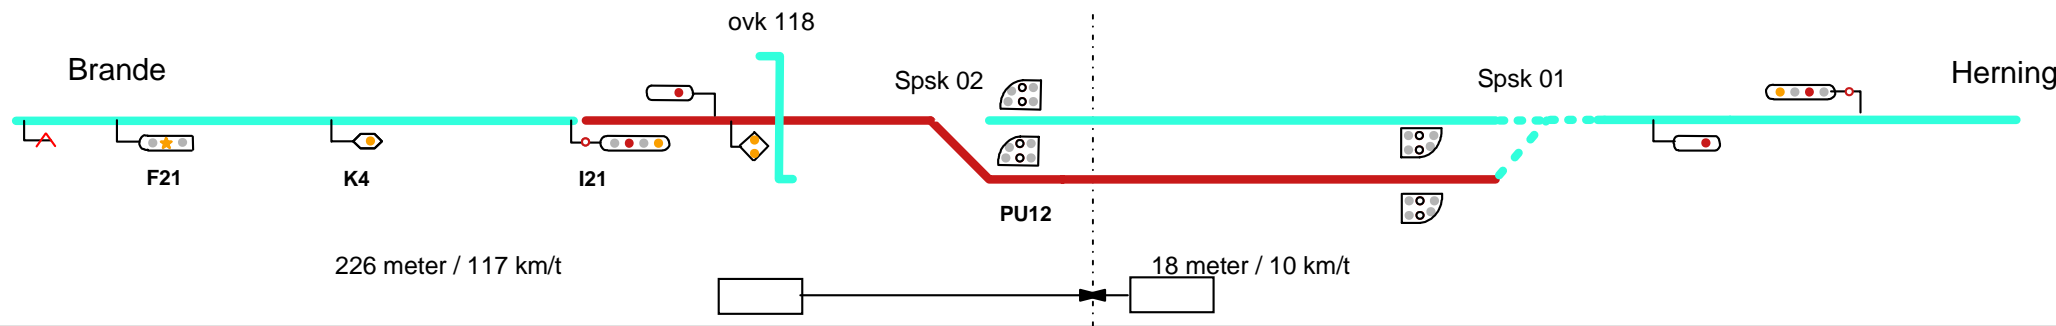 ovk 118
Brande
Spsk 02
Spsk 01
Herning
F21
K4
I21
PU12
226 meter / 117 km/t
18 meter / 10 km/t